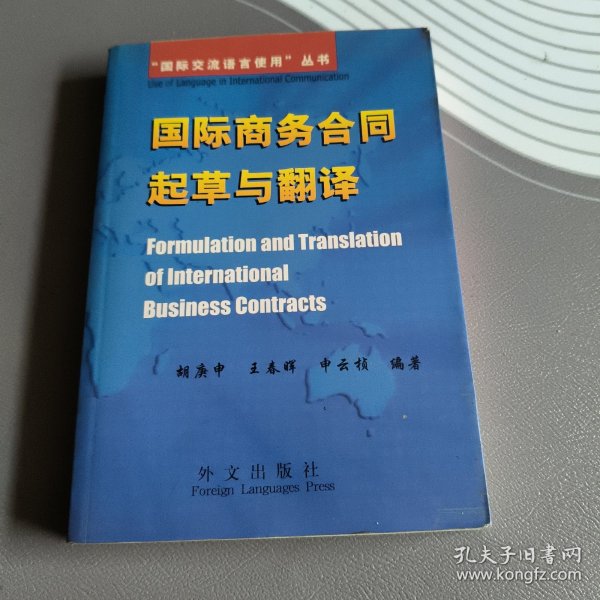 "国际交流语言使用"丛书
Use of Language in International Communication
国际商务合同
起草与翻译
Formulation and Translation
of International
Business Contracts
胡庚申 王春晖 申云桢 编著
外文出版社
Foreign Languages Press
孔夫子旧书网
www.kongfz.com